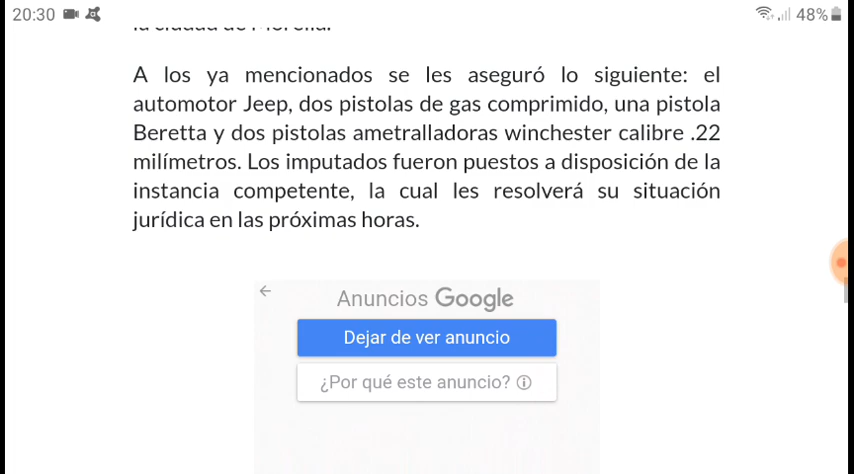 20:30
48%
A los ya mencionados se les aseguró lo siguiente: el
automotor Jeep, dos pistolas de gas comprimido, una pistola
Beretta y dos pistolas ametralladoras winchester calibre .22
milímetros. Los imputados fueron puestos a disposición de la
instancia competente, la cual les resolverá su situación
jurídica en las próximas horas.
Anuncios Google
Dejar de ver anuncio
¿Por qué este anuncio?